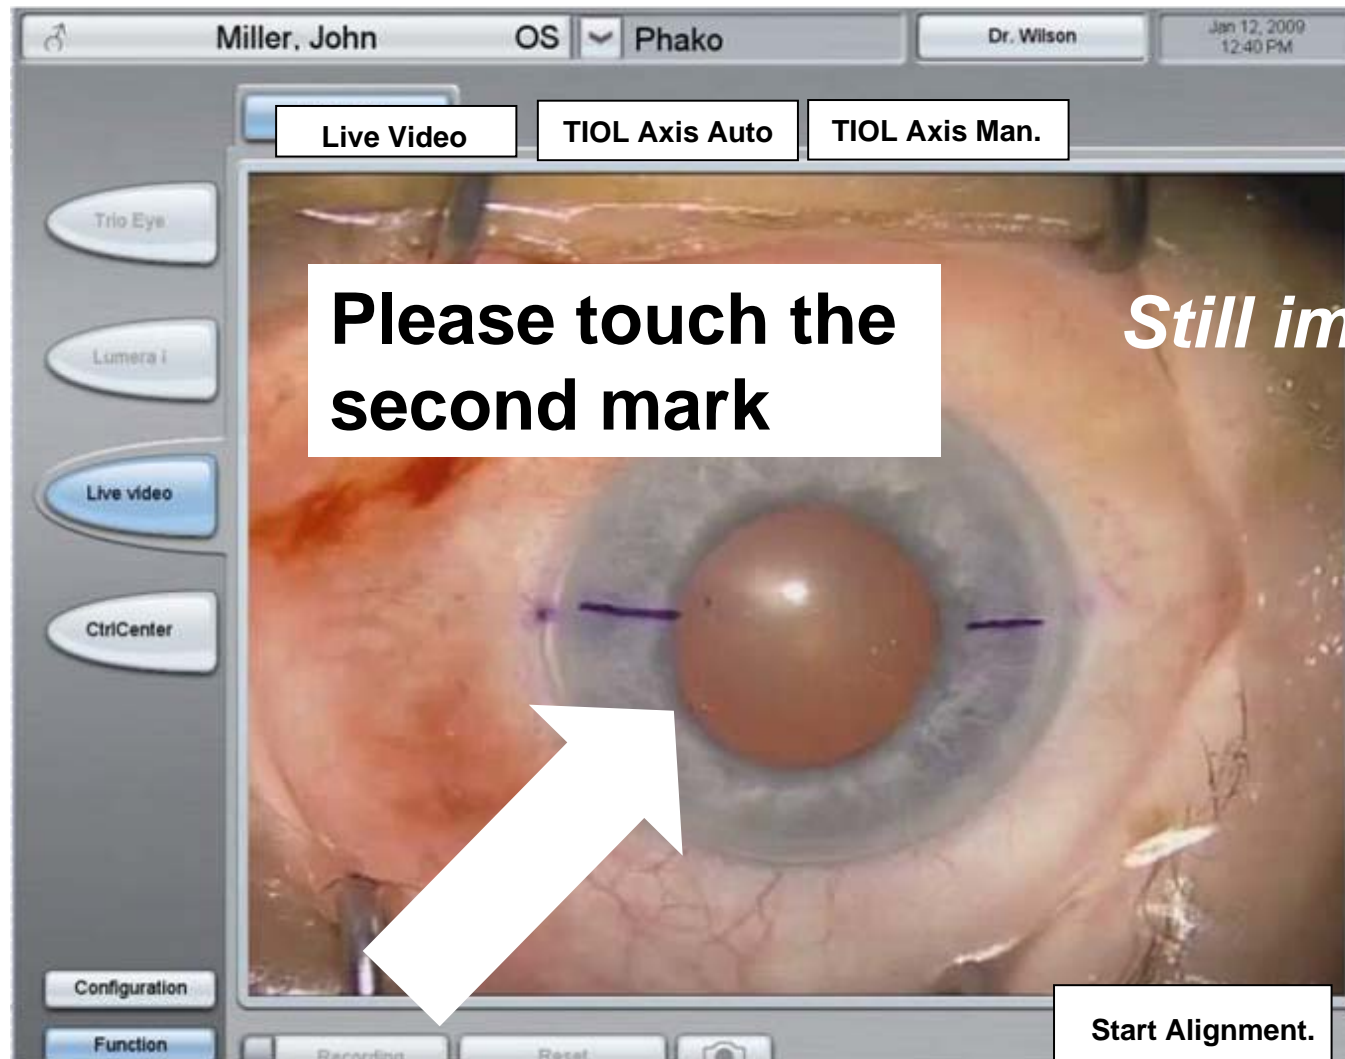 Miller, John OS Phako Dr. Wilson Jan 12, 2009
12:40 PM
Live Video TIOL Axis Auto TIOL Axis Man.
Trio Eye
Please touch the
second mark
Still im
Lumera i
Live video
CtrlCenter
Configuration
Start Alignment.
Function
Recording Reset